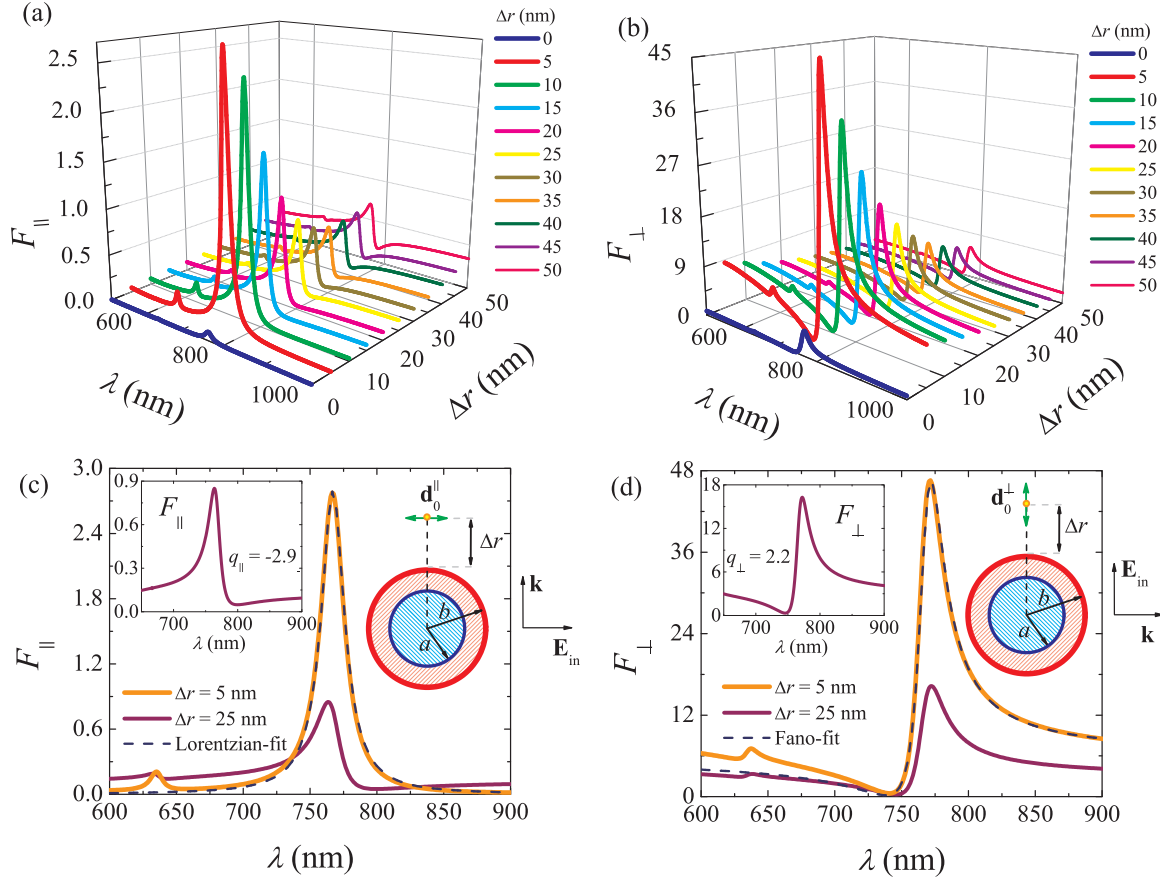 (a)
Δr (nm)
0
5
10
15
20
25
30
35
40
45
50
2.5
2.0
1.5
1.0
0.5
0.0
F∥
600
800
1000
λ (nm)
0
10
20
30
40
50
Δr (nm)
(b)
Δr (nm)
0
5
10
15
20
25
30
35
40
45
50
45
36
27
18
9
0
F⊥
600
800
1000
λ (nm)
0
10
20
30
40
50
Δr (nm)
(c)
3.0
2.4
1.8
1.2
0.6
0.0
F∥
0.9
0.6
0.3
0.0
F∥
q∥ = -2.9
700 800 900
λ (nm)
d₀∥
Δr
b
a
k
E_in
Δr = 5 nm
Δr = 25 nm
Lorentzian-fit
600 650 700 750 800 850 900
λ (nm)
(d)
48
36
24
12
0
F⊥
18
12
6
0
F⊥
q⊥ = 2.2
700 800 900
λ (nm)
d₀⊥
Δr
b
a
E_in
k
Δr = 5 nm
Δr = 25 nm
Fano-fit
600 650 700 750 800 850 900
λ (nm)